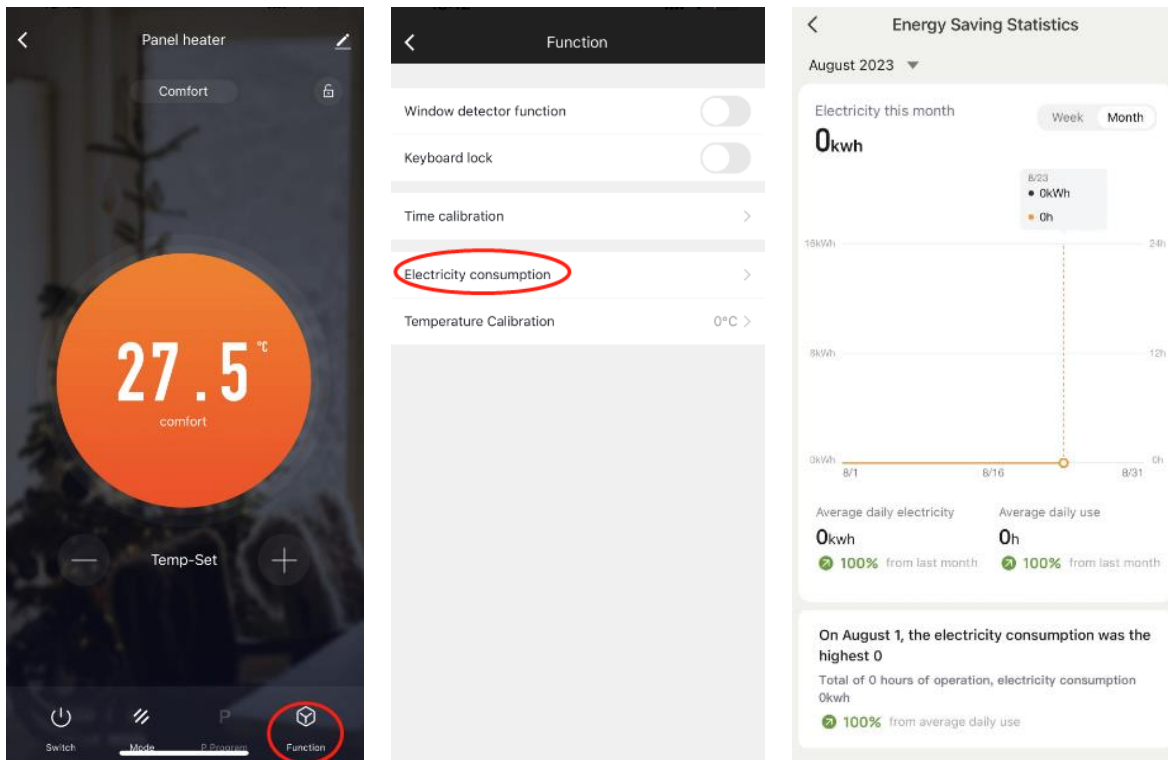 Panel heater
Comfort
27.5 °C
comfort
Temp-Set
Switch
Mode
P
P Program
Function
Function
Window detector function
Keyboard lock
Time calibration
Electricity consumption
Temperature Calibration 0°C
Energy Saving Statistics
August 2023
Electricity this month
Week Month
0kwh
8/23
0kWh
0h
16kWh 24h
8kWh 12h
0kWh 0h
8/1 8/16 8/31
Average daily electricity Average daily use
0kwh 0h
100% from last month 100% from last month
On August 1, the electricity consumption was the
highest 0
Total of 0 hours of operation, electricity consumption
0kwh
100% from average daily use